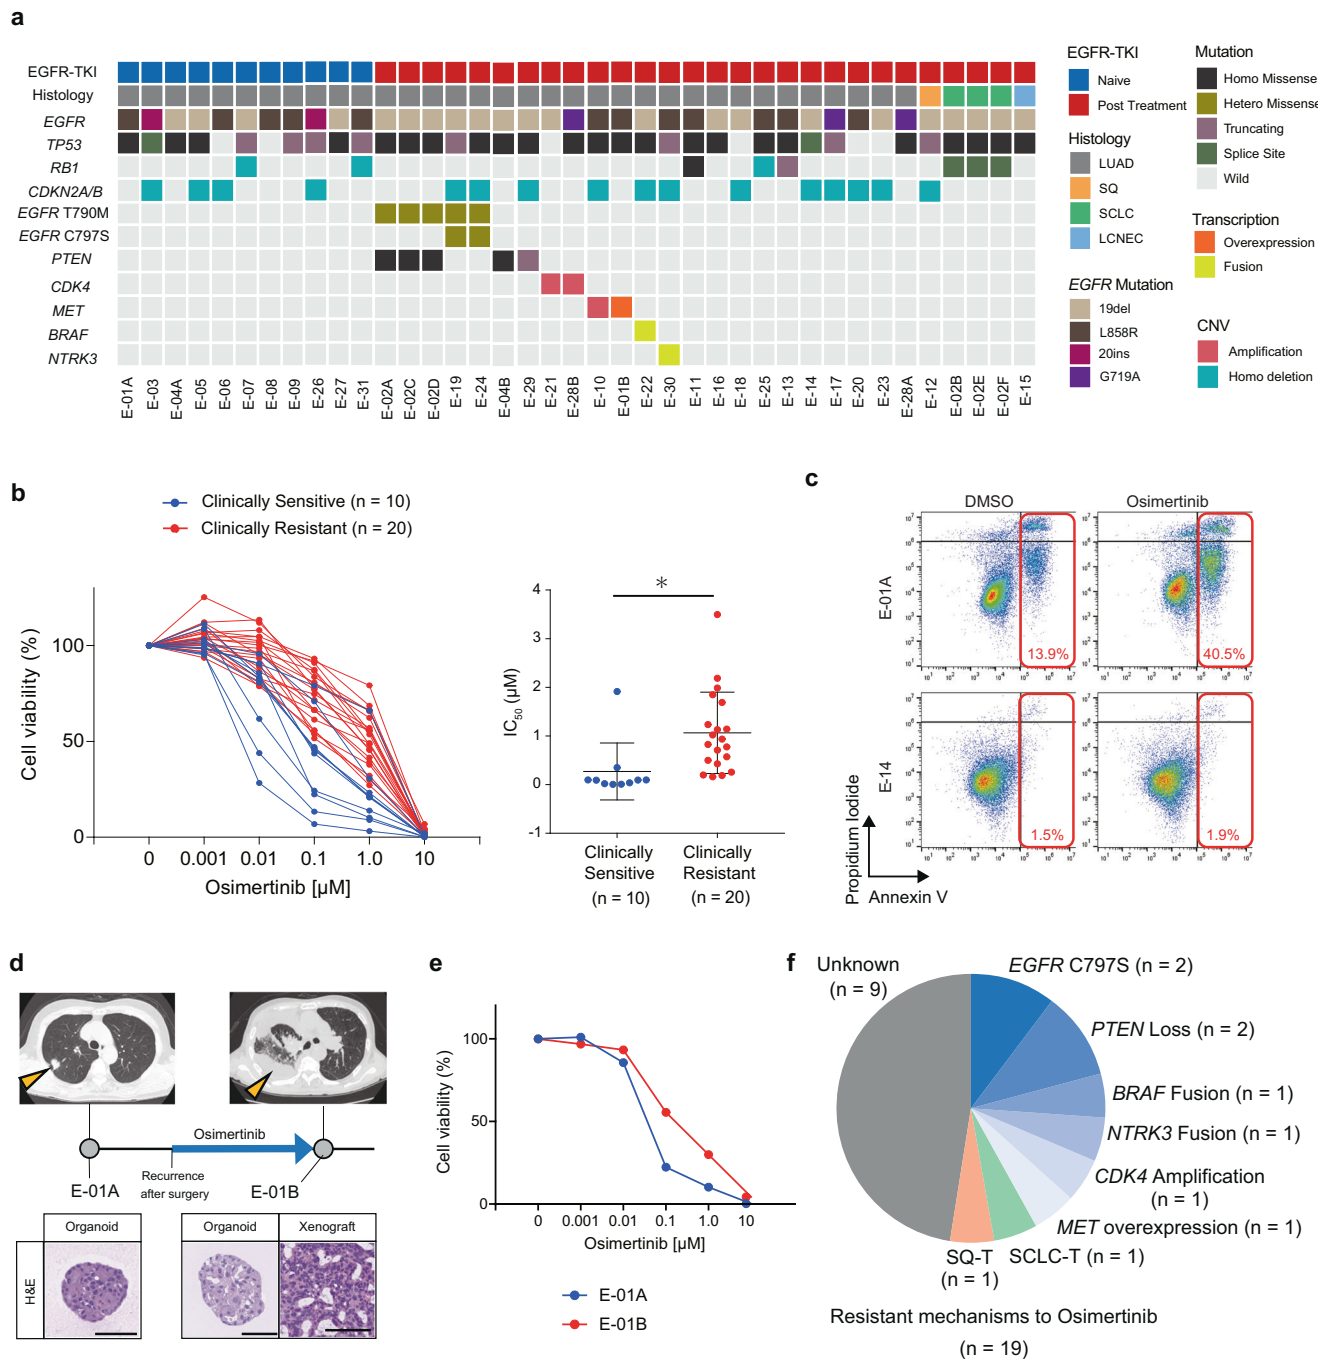 a
EGFR-TKI
Histology
EGFR
TP53
RB1
CDKN2A/B
EGFR T790M
EGFR C797S
PTEN
CDK4
MET
BRAF
NTRK3
E-01A
E-03
E-04A
E-05
E-06
E-07
E-08
E-09
E-26
E-27
E-31
E-02A
E-02C
E-02D
E-19
E-24
E-04B
E-29
E-21
E-28B
E-10
E-01B
E-22
E-30
E-11
E-16
E-18
E-25
E-13
E-14
E-17
E-20
E-23
E-28A
E-12
E-02B
E-02E
E-02F
E-15
EGFR-TKI
Naive
Post Treatment
Histology
LUAD
SQ
SCLC
LCNEC
EGFR Mutation
19del
L858R
20ins
G719A
Mutation
Homo Missense
Hetero Missense
Truncating
Splice Site
Wild
Transcription
Overexpression
Fusion
CNV
Amplification
Homo deletion
b
Clinically Sensitive (n = 10)
Clinically Resistant (n = 20)
Cell viability (%)
100
50
0
0 0.001 0.01 0.1 1.0 10
Osimertinib [µM]
IC50 (µM)
4
3
2
1
0
-1
*
Clinically Sensitive (n = 10)
Clinically Resistant (n = 20)
c
DMSO
Osimertinib
E-01A
13.9%
40.5%
E-14
1.5%
1.9%
Propidium Iodide
Annexin V
d
Osimertinib
Recurrence
after surgery
E-01A
E-01B
Organoid
Organoid
Xenograft
H&E
e
Cell viability (%)
100
50
0
0 0.001 0.01 0.1 1.0 10
Osimertinib [µM]
E-01A
E-01B
f
Unknown
(n = 9)
EGFR C797S (n = 2)
PTEN Loss (n = 2)
BRAF Fusion (n = 1)
NTRK3 Fusion (n = 1)
CDK4 Amplification
(n = 1)
MET overexpression (n = 1)
SCLC-T (n = 1)
SQ-T
(n = 1)
Resistant mechanisms to Osimertinib
(n = 19)